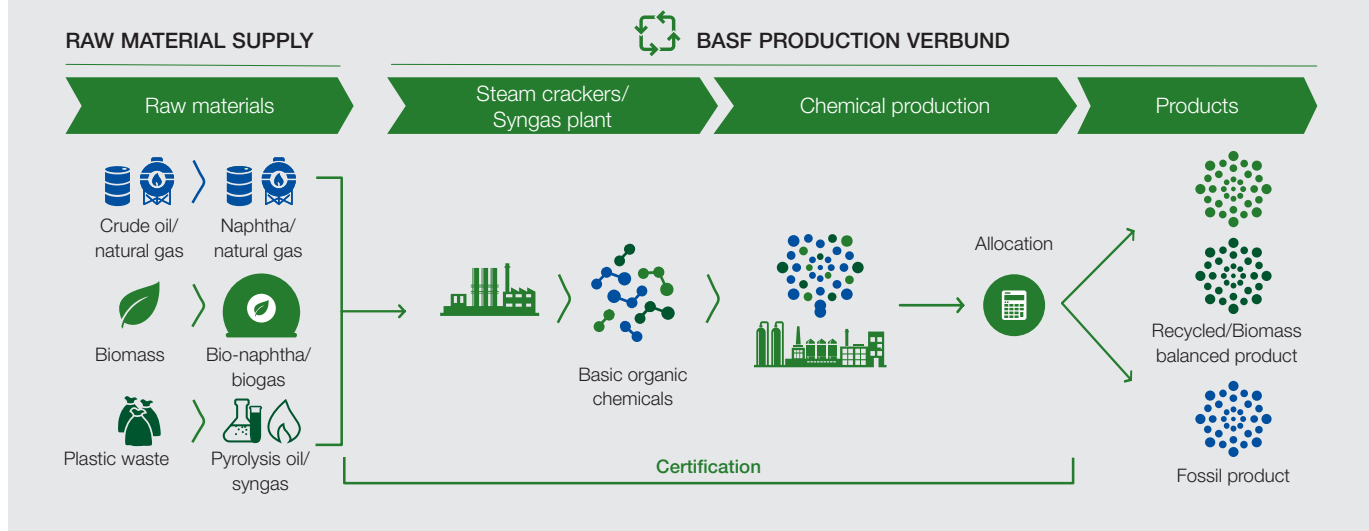 RAW MATERIAL SUPPLY
BASF PRODUCTION VERBUND
Raw materials
Steam crackers/
Syngas plant
Chemical production
Products
Crude oil/
natural gas
Naphtha/
natural gas
Biomass
Bio-naphtha/
biogas
Plastic waste
Pyrolysis oil/
syngas
Basic organic
chemicals
Allocation
Recycled/Biomass
balanced product
Fossil product
Certification